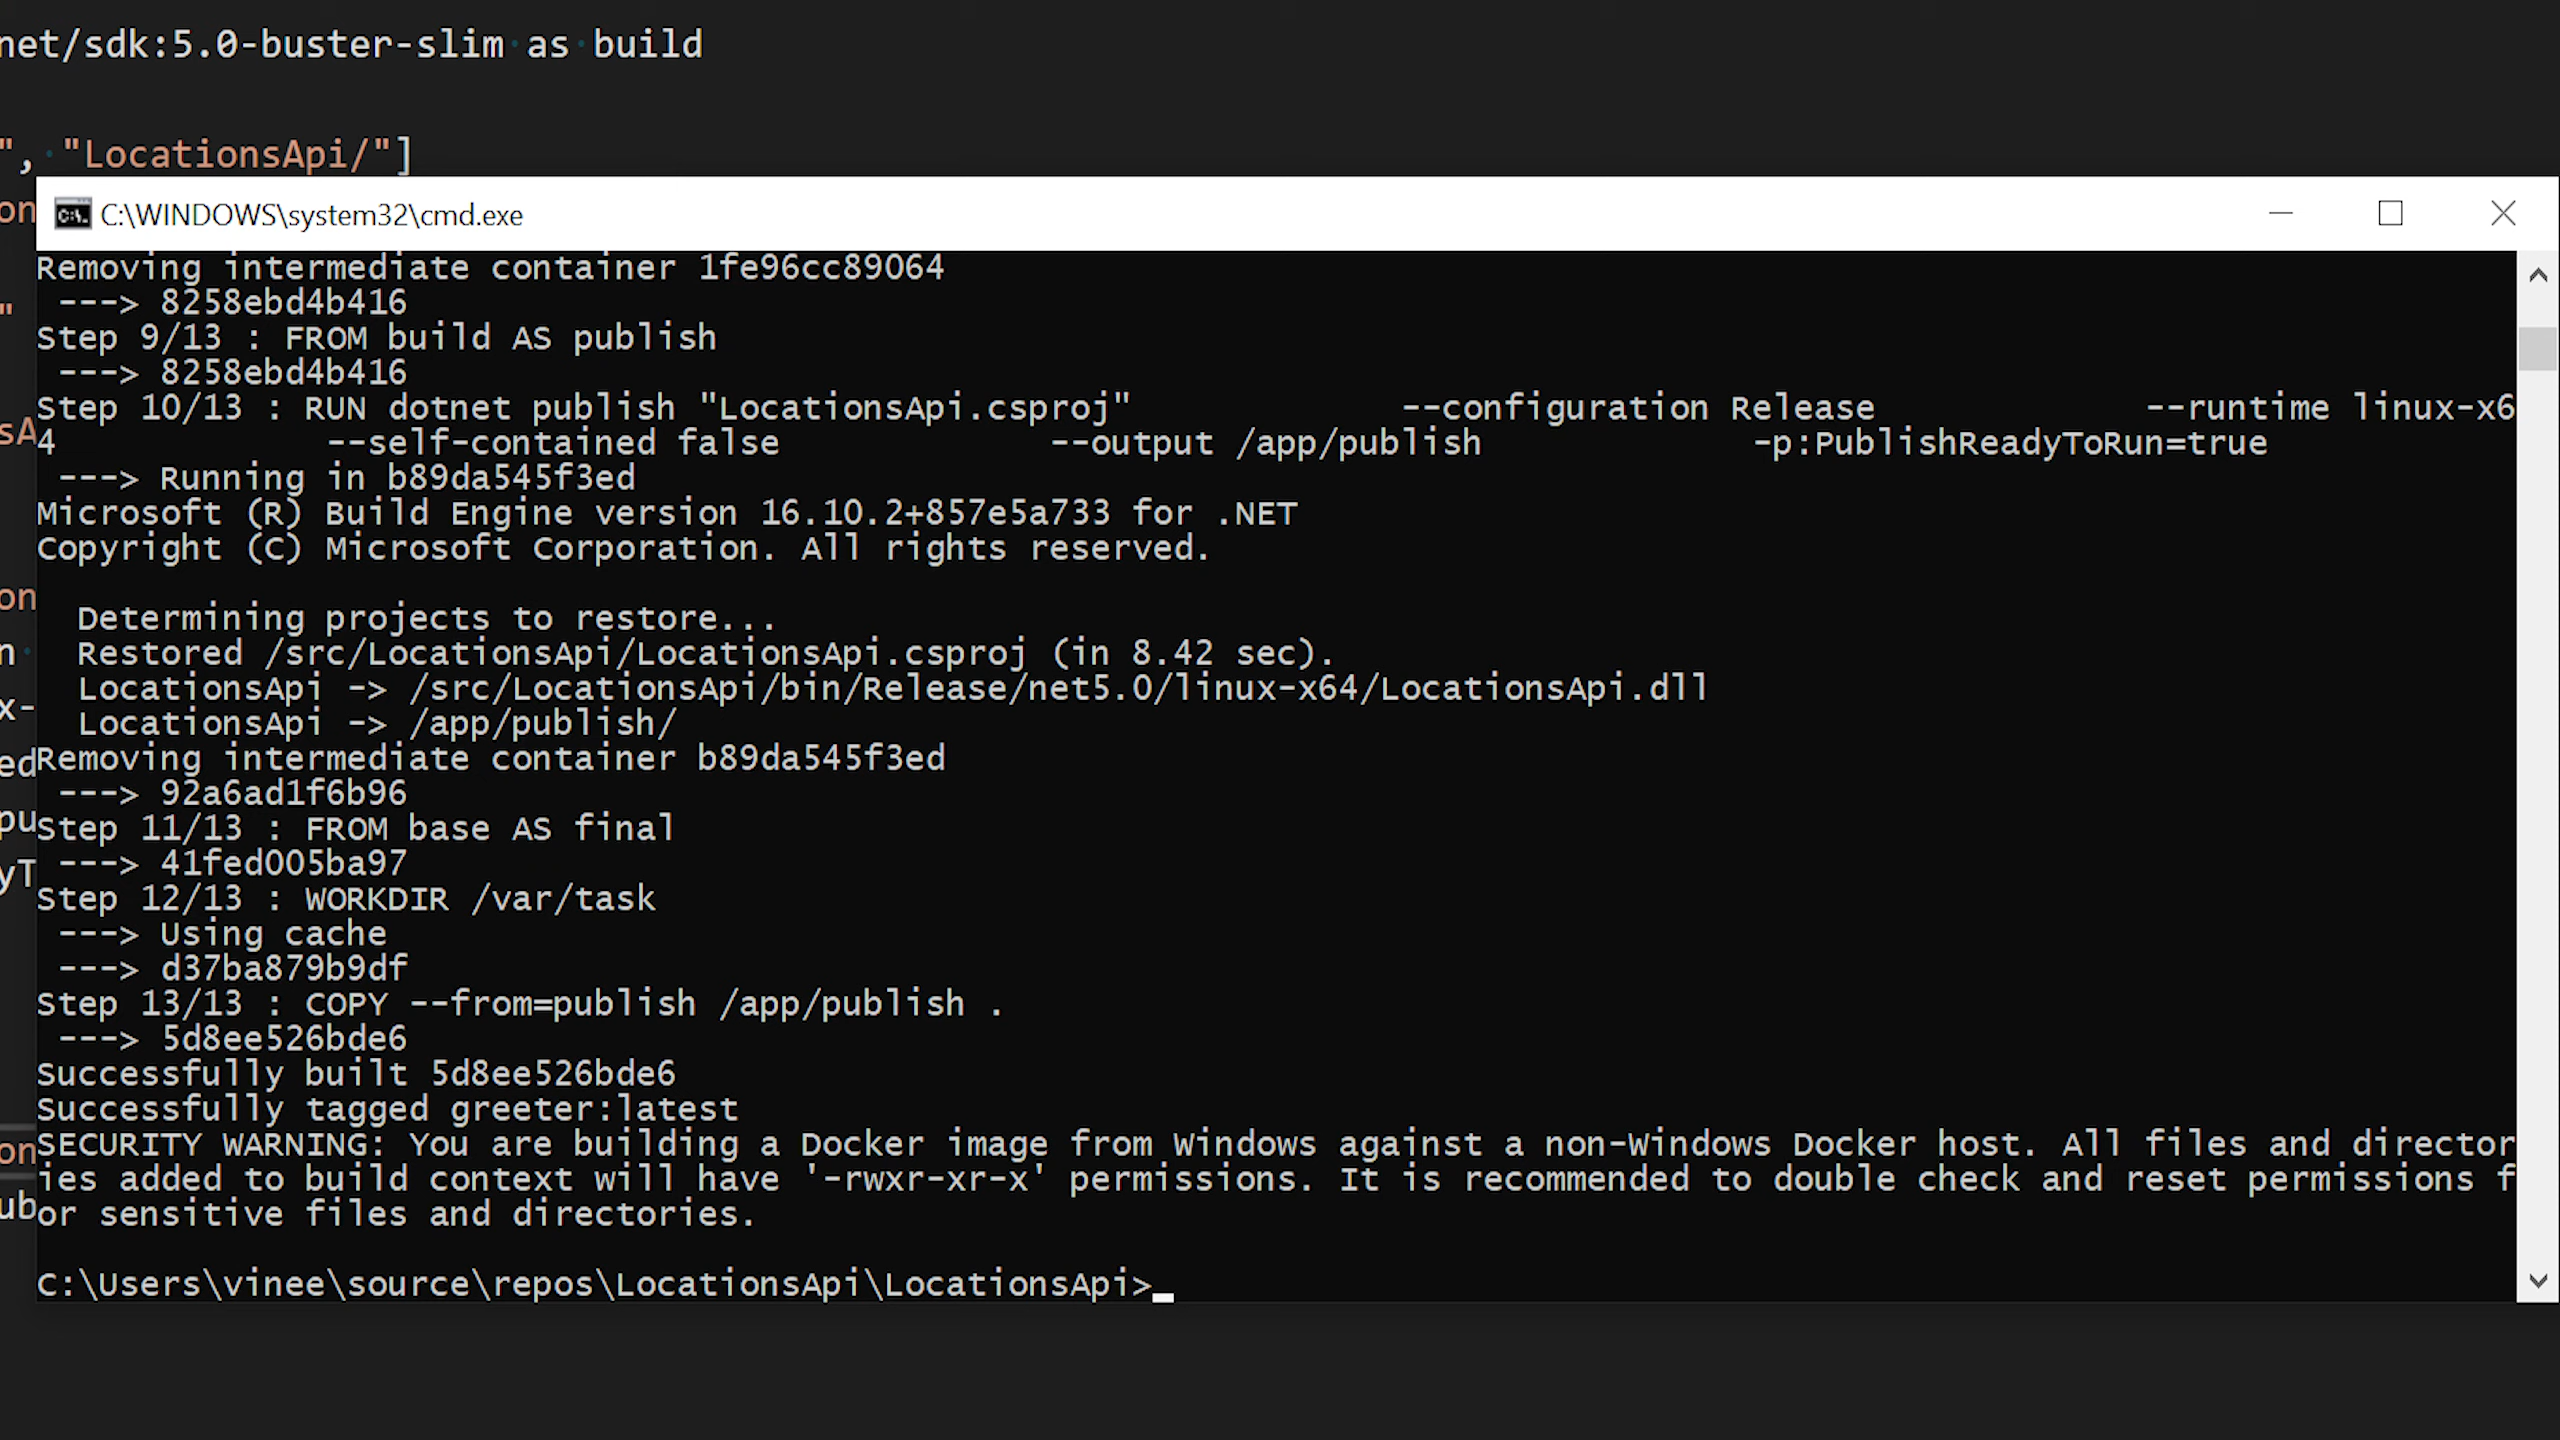 net/sdk:5.0-buster-slim as build
", "LocationsApi/"]
on
C:\WINDOWS\system32\cmd.exe
Removing intermediate container 1fe96cc89064
---> 8258ebd4b416
"
Step 9/13 : FROM build AS publish
---> 8258ebd4b416
Step 10/13 : RUN dotnet publish "LocationsApi.csproj"             --configuration Release             --runtime linux-x6
sA
4             --self-contained false             --output /app/publish             -p:PublishReadyToRun=true
---> Running in b89da545f3ed
Microsoft (R) Build Engine version 16.10.2+857e5a733 for .NET
Copyright (C) Microsoft Corporation. All rights reserved.
on
Determining projects to restore...
n
Restored /src/LocationsApi/LocationsApi.csproj (in 8.42 sec).
LocationsApi -> /src/LocationsApi/bin/Release/net5.0/linux-x64/LocationsApi.dll
x-
LocationsApi -> /app/publish/
ed
Removing intermediate container b89da545f3ed
---> 92a6ad1f6b96
pu
Step 11/13 : FROM base AS final
---> 41fed005ba97
yT
Step 12/13 : WORKDIR /var/task
---> Using cache
---> d37ba879b9df
Step 13/13 : COPY --from=publish /app/publish .
---> 5d8ee526bde6
Successfully built 5d8ee526bde6
Successfully tagged greeter:latest
on
SECURITY WARNING: You are building a Docker image from Windows against a non-Windows Docker host. All files and director
ies added to build context will have '-rwxr-xr-x' permissions. It is recommended to double check and reset permissions f
ub
or sensitive files and directories.
C:\Users\vinee\source\repos\LocationsApi\LocationsApi>